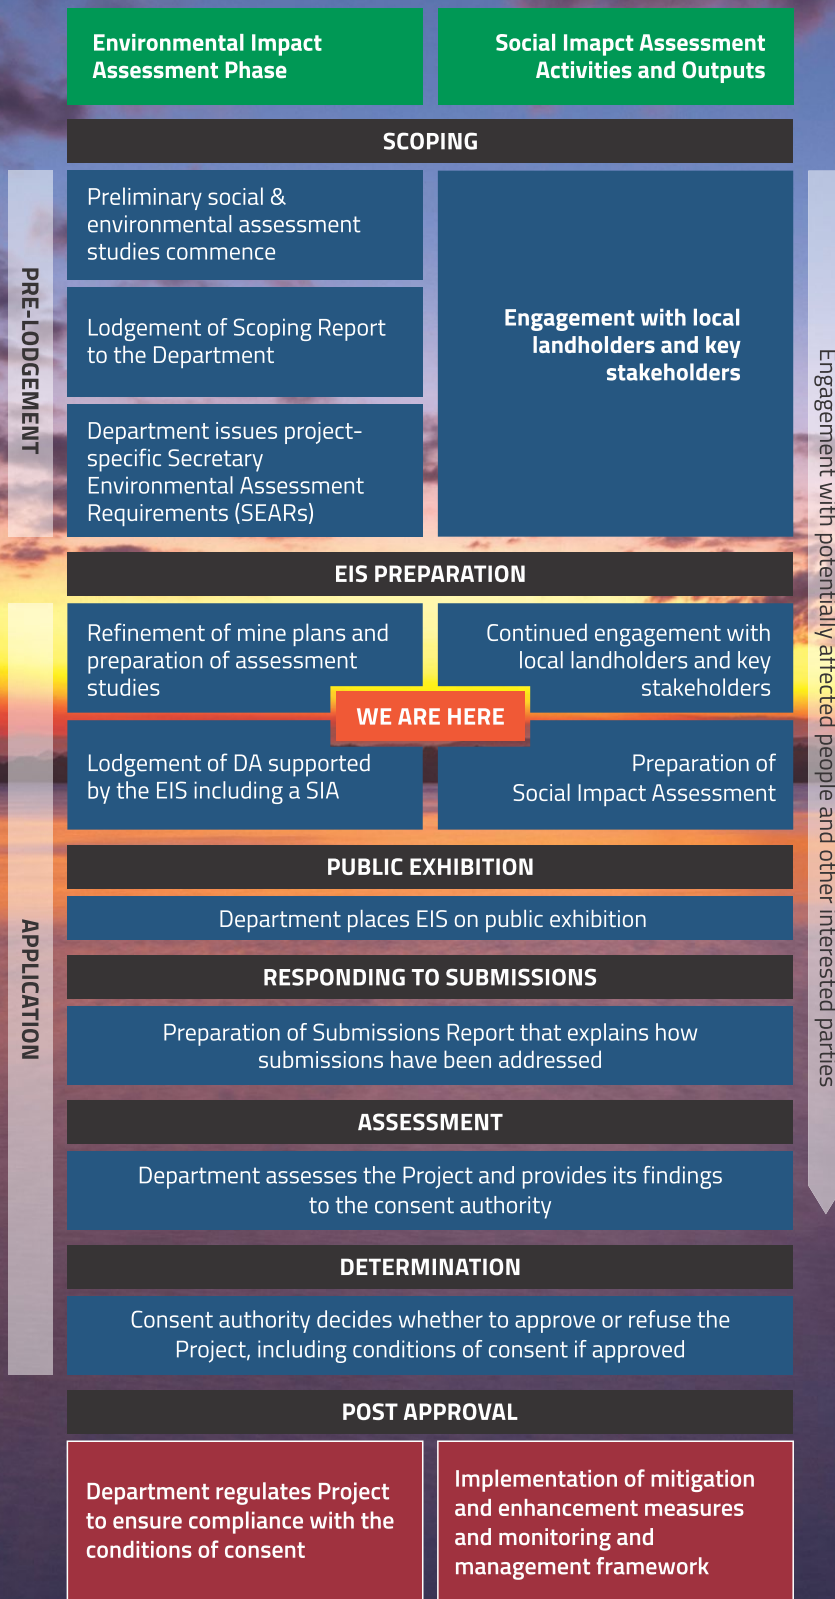 Environmental Impact
Assessment Phase
Social Imapct Assessment
Activities and Outputs
SCOPING
PRE-LODGEMENT
Preliminary social &
environmental assessment
studies commence
Lodgement of Scoping Report
to the Department
Department issues project-
specific Secretary
Environmental Assessment
Requirements (SEARs)
Engagement with local
landholders and key
stakeholders
Engagement with potentially affected people and other interested parties
EIS PREPARATION
APPLICATION
Refinement of mine plans and
preparation of assessment
studies
Continued engagement with
local landholders and key
stakeholders
WE ARE HERE
Lodgement of DA supported
by the EIS including a SIA
Preparation of
Social Impact Assessment
PUBLIC EXHIBITION
Department places EIS on public exhibition
RESPONDING TO SUBMISSIONS
Preparation of Submissions Report that explains how
submissions have been addressed
ASSESSMENT
Department assesses the Project and provides its findings
to the consent authority
DETERMINATION
Consent authority decides whether to approve or refuse the
Project, including conditions of consent if approved
POST APPROVAL
Department regulates Project
to ensure compliance with the
conditions of consent
Implementation of mitigation
and enhancement measures
and monitoring and
management framework